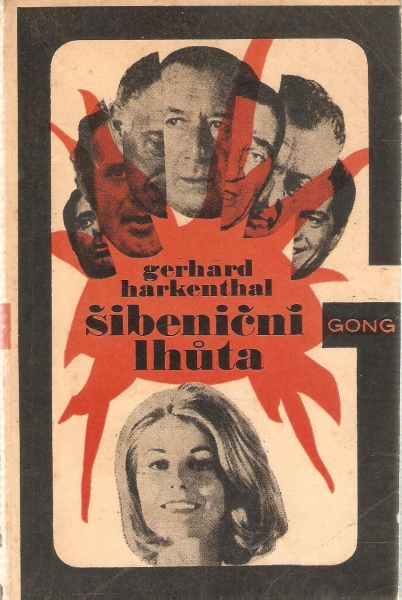 gerhard
harkenthal
šibeniční
lhůta
GONG